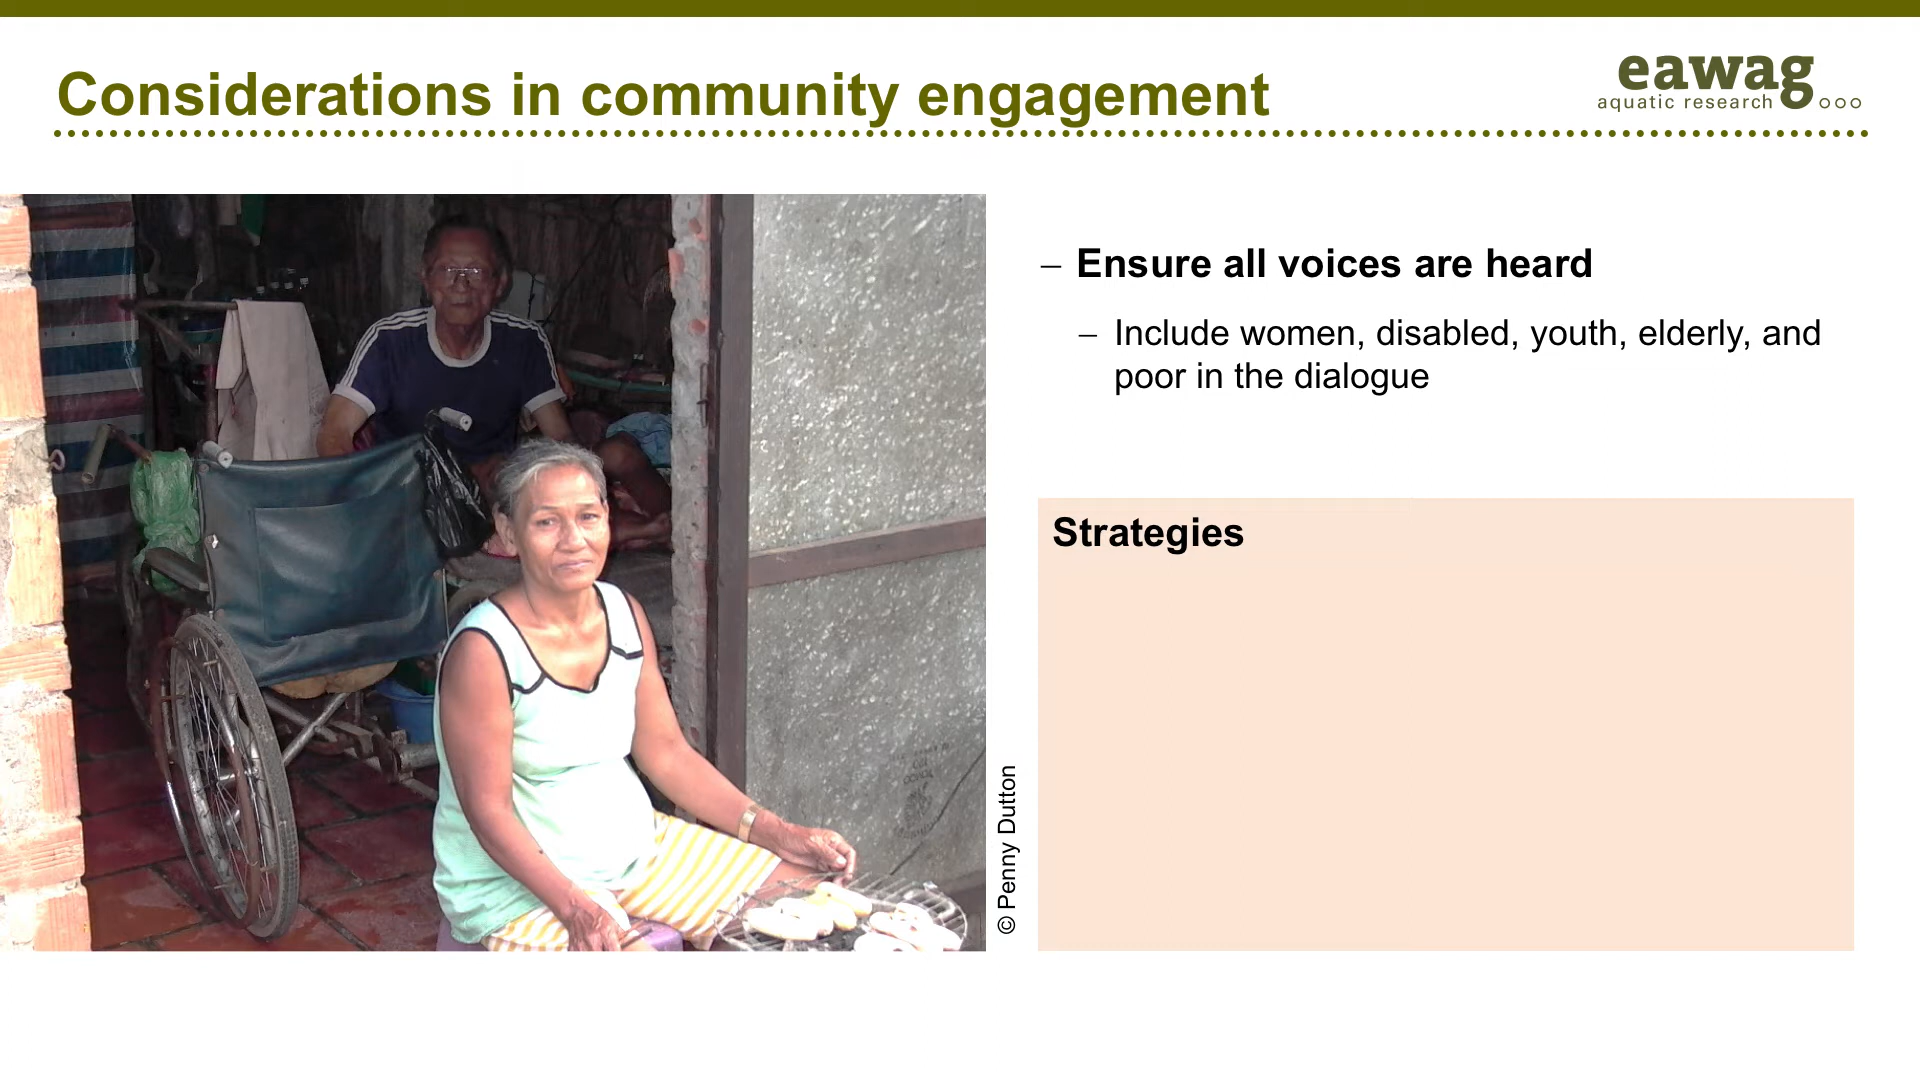 Considerations in community engagement
eawag
aquatic research
– Ensure all voices are heard
– Include women, disabled, youth, elderly, and
poor in the dialogue
Strategies
© Penny Dutton